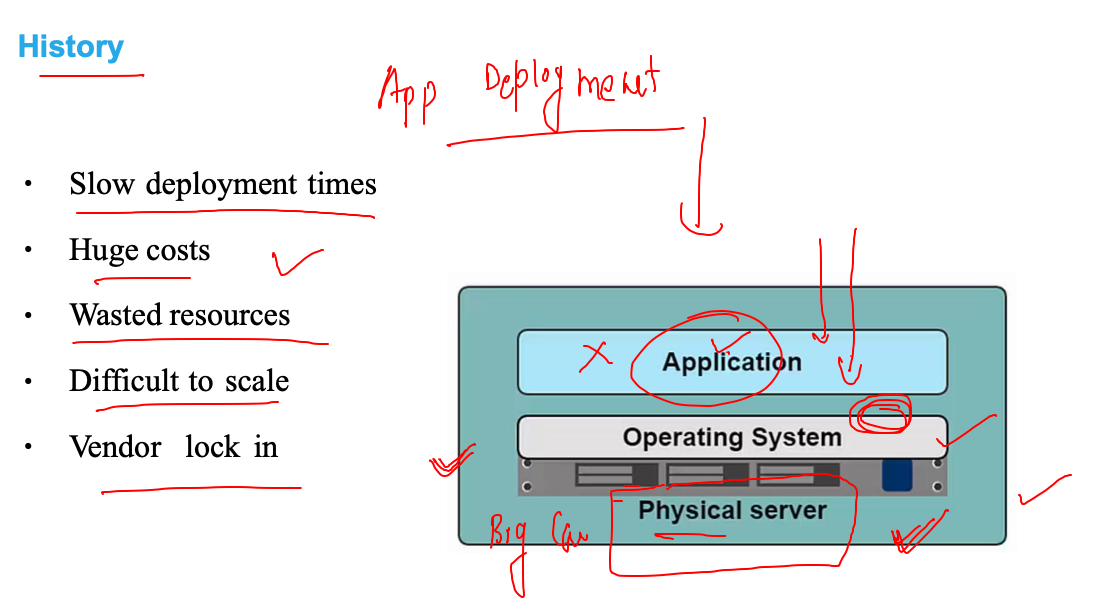 History
App Deployment
• Slow deployment times
• Huge costs
• Wasted resources
• Difficult to scale
• Vendor lock in
Application
Operating System
Physical server
Big